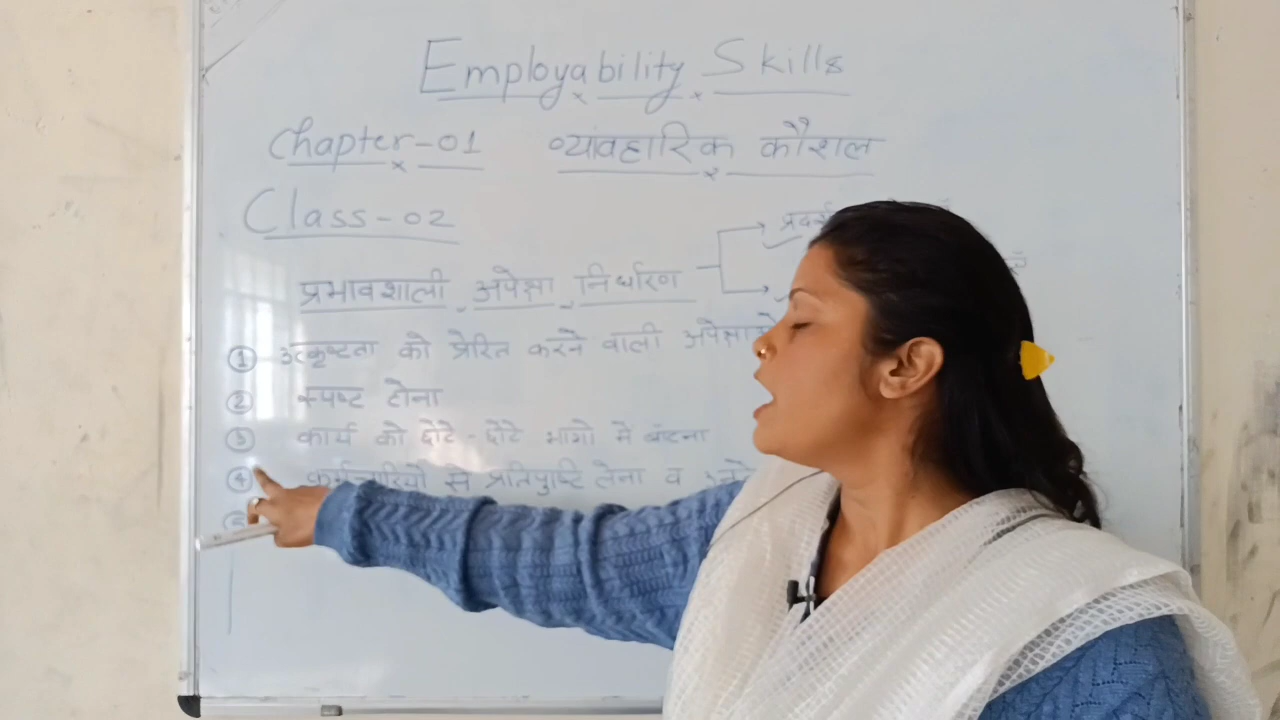 Employability Skills
Chapter-01 व्यावहारिक कौशल
Class-02
प्रभावशाली अपेक्षा निर्धारण
① उत्कृष्टता को प्रेरित करने वाली
② स्पष्ट होना
③ कार्य को छोटे-छोटे भागो मे बांटना
④ कर्मचारियो से प्रतिपुष्टि लेना व